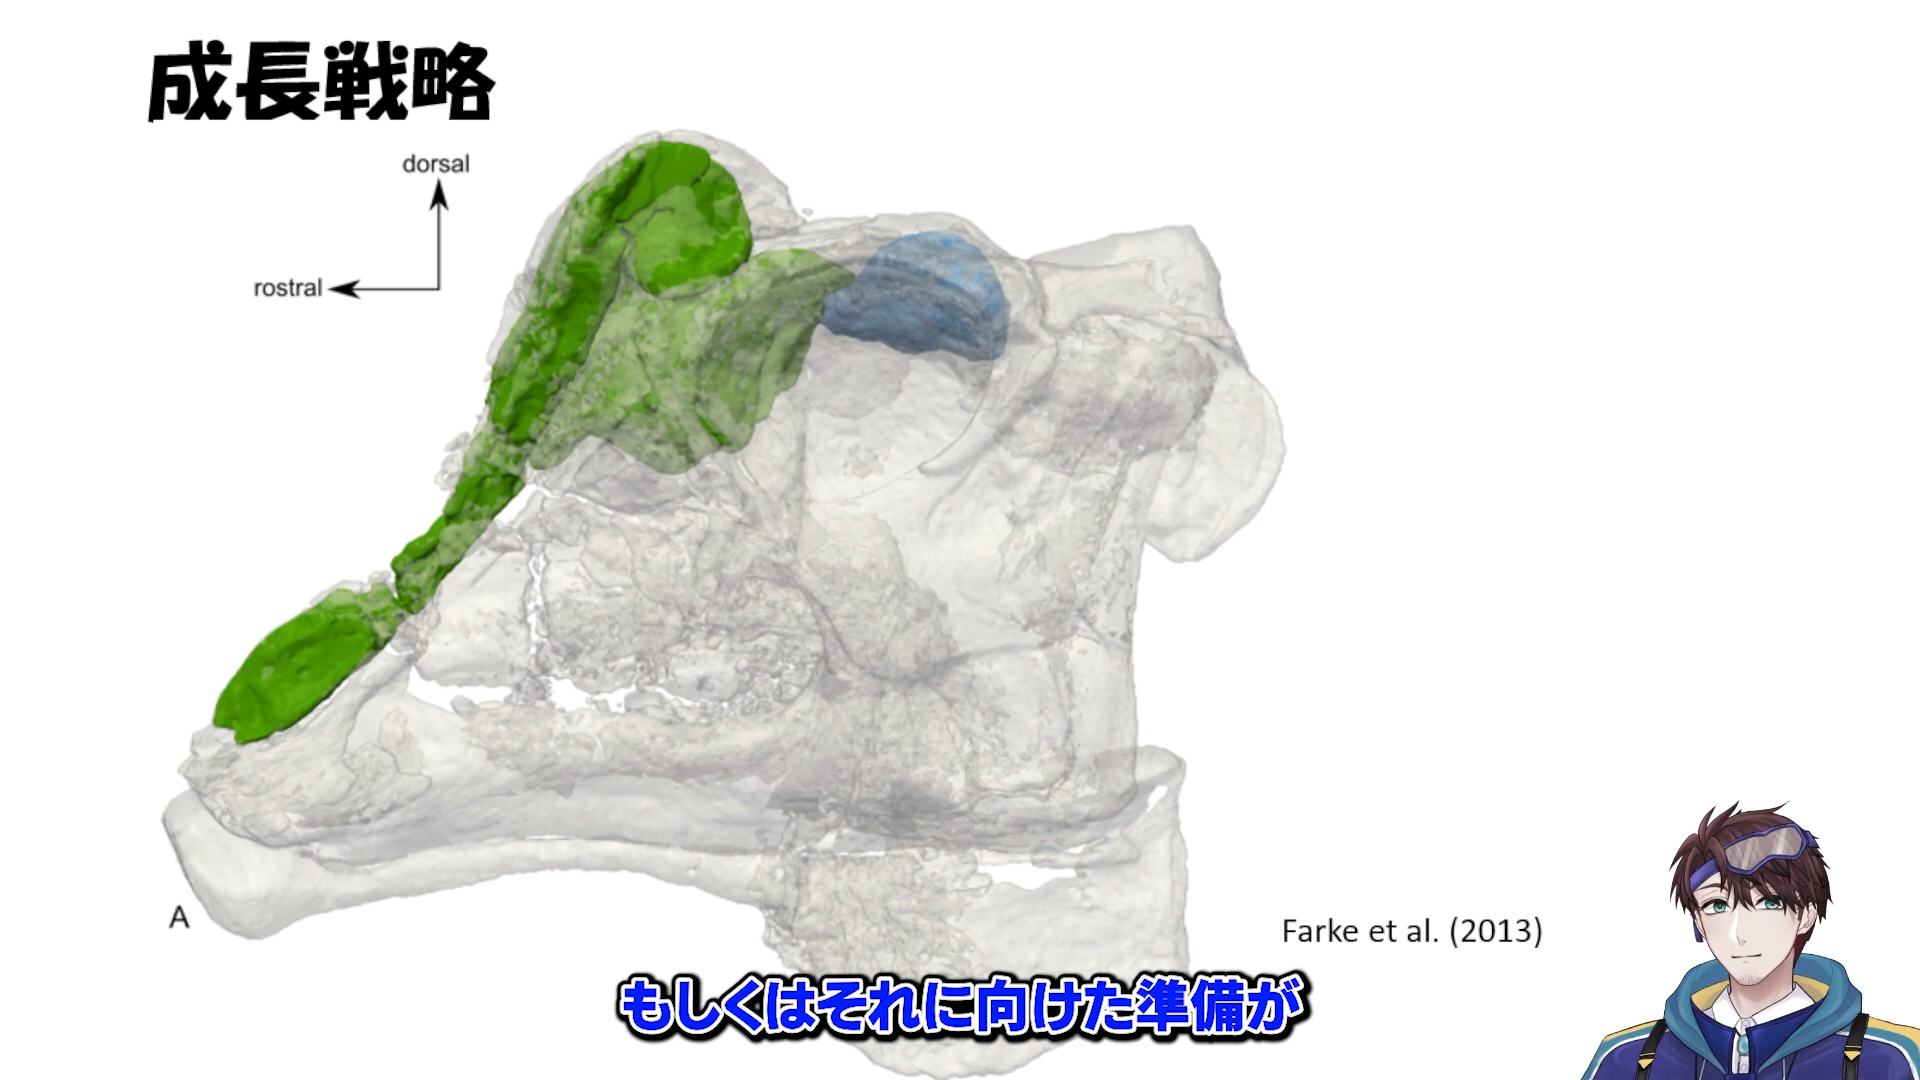 成長戦略
dorsal
rostral
A
Farke et al. (2013)
もしくはそれに向けた準備が